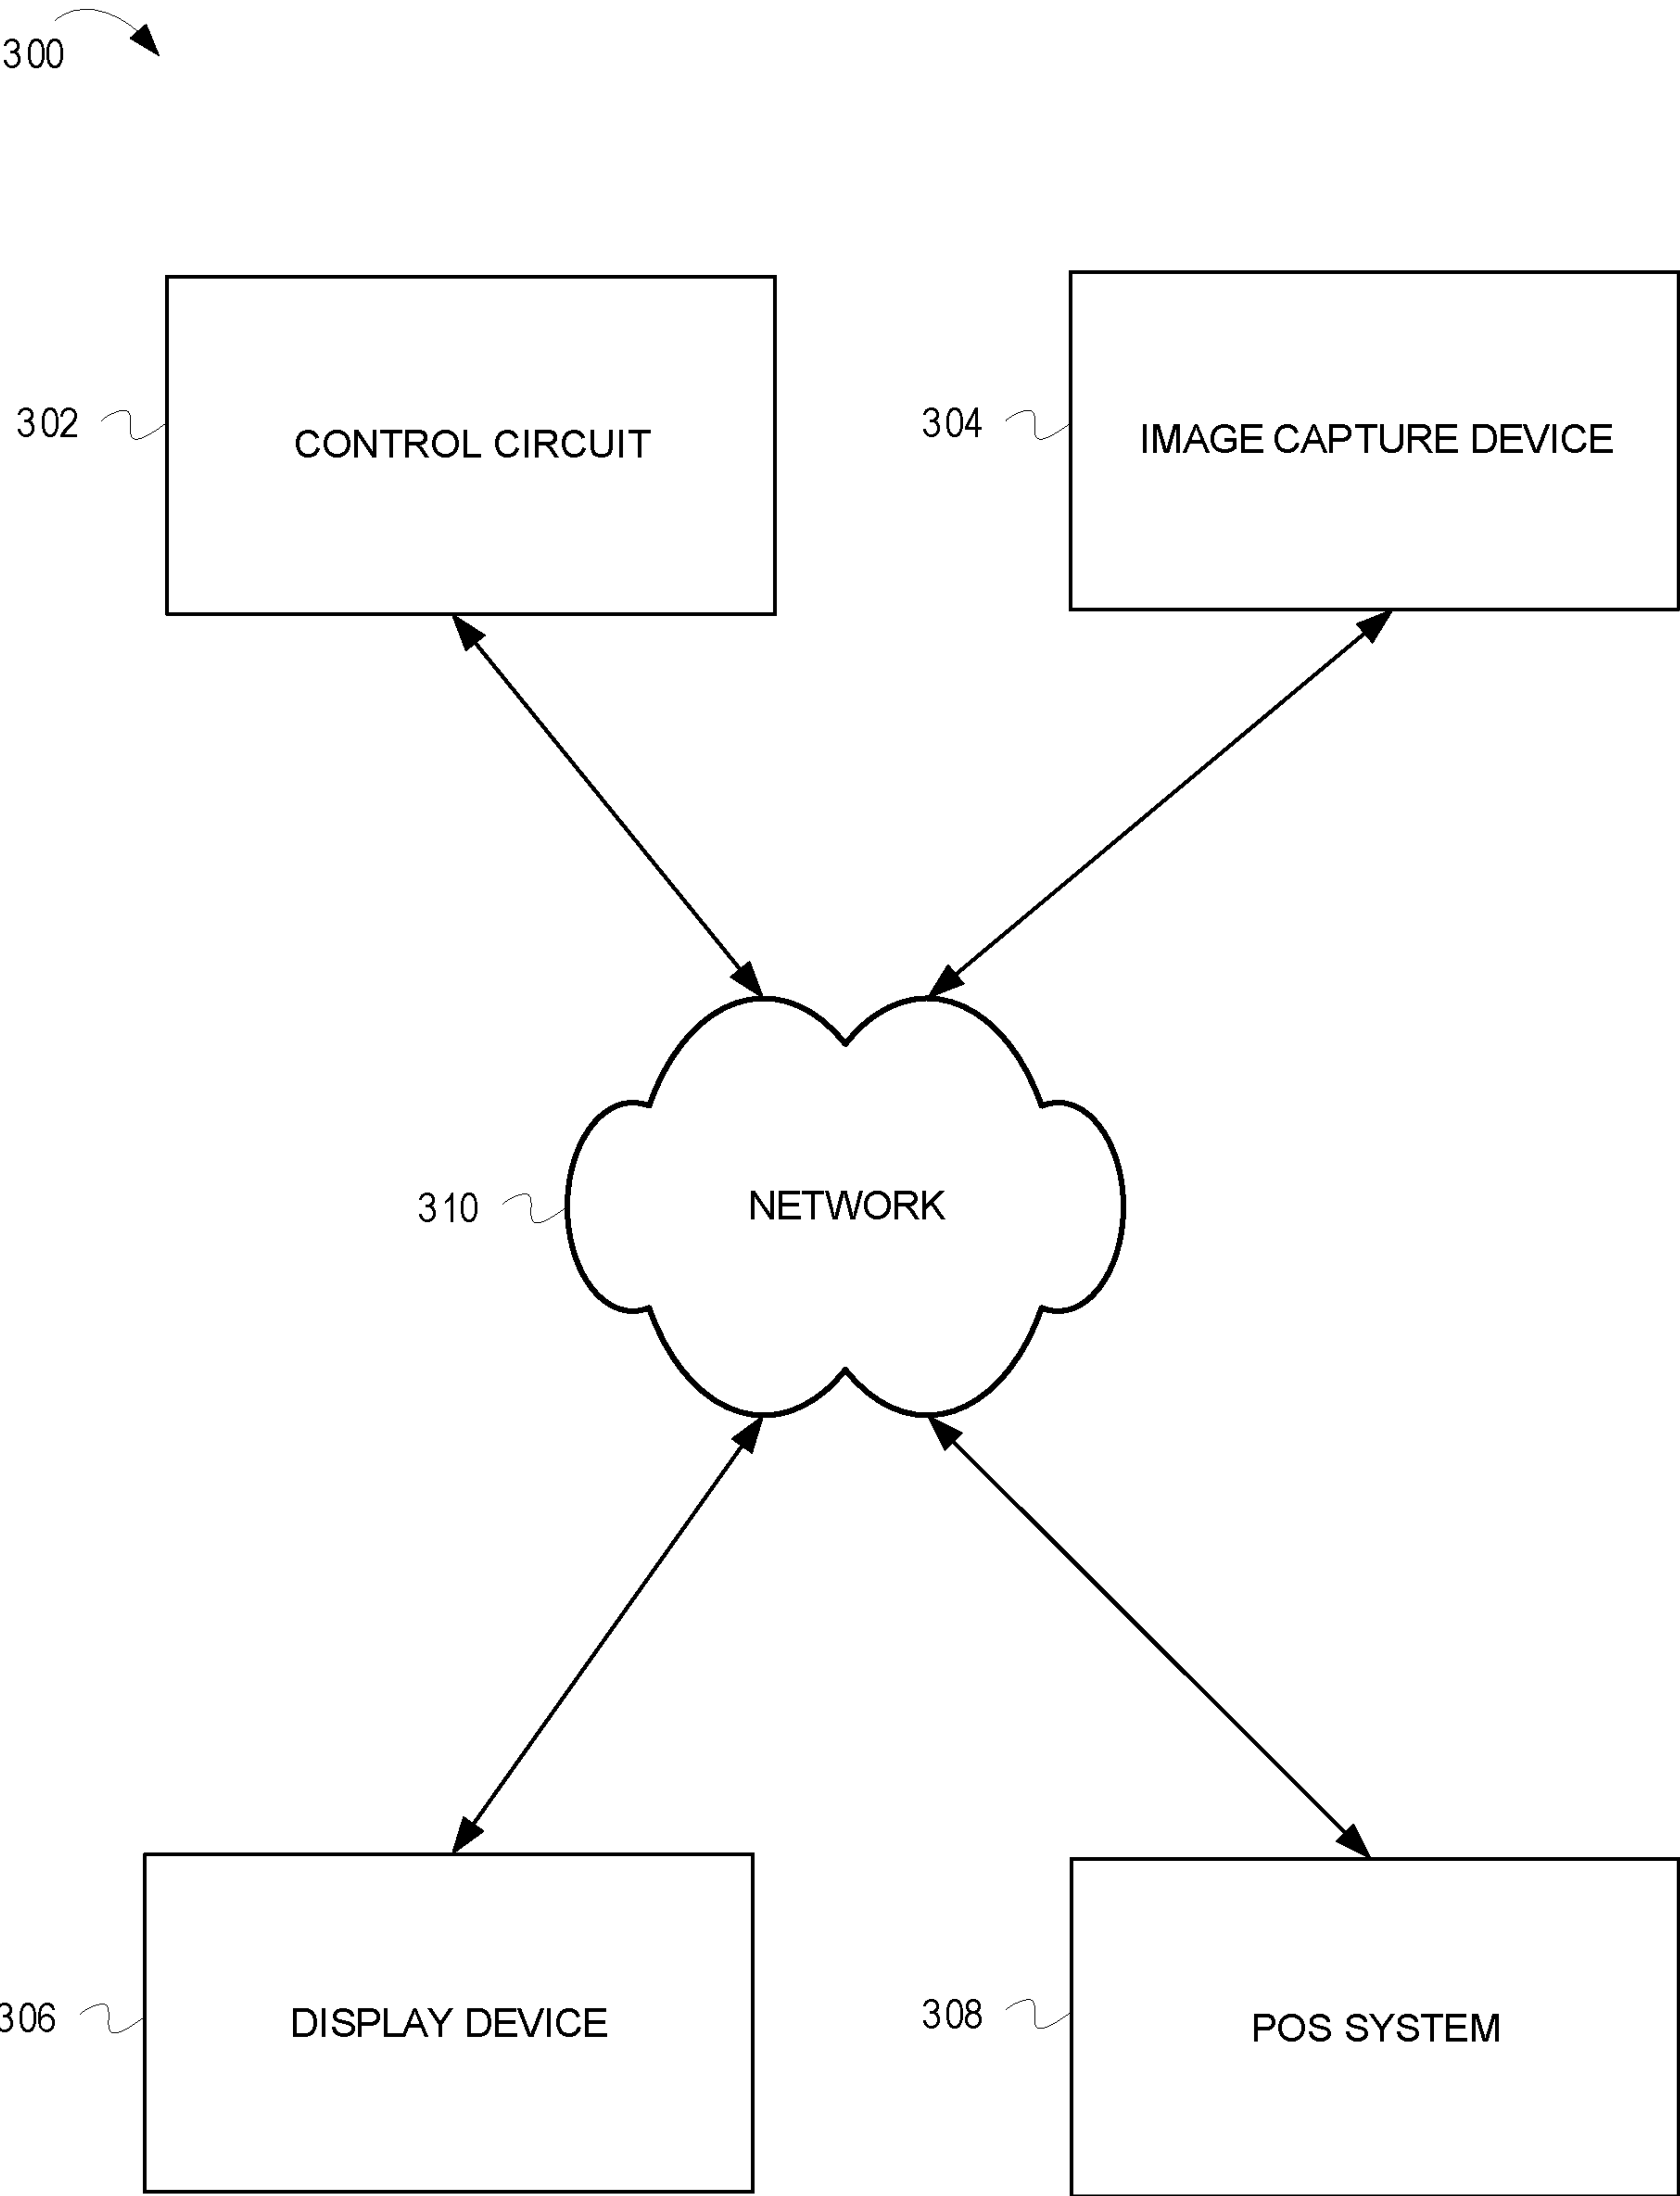 300
302
CONTROL CIRCUIT
304
IMAGE CAPTURE DEVICE
310
NETWORK
306
DISPLAY DEVICE
308
POS SYSTEM